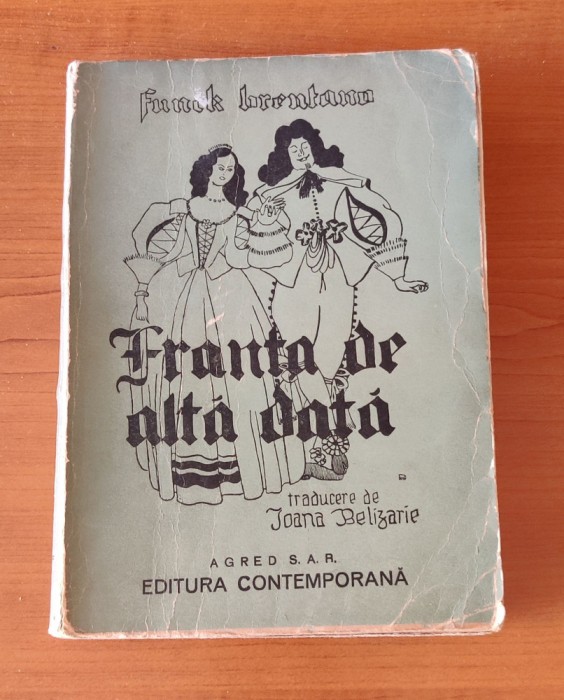 funck brentano
Franta de
altă dată
traducere de
Joana Belizarie
AGRED S.A.R.
EDITURA CONTEMPORANĂ